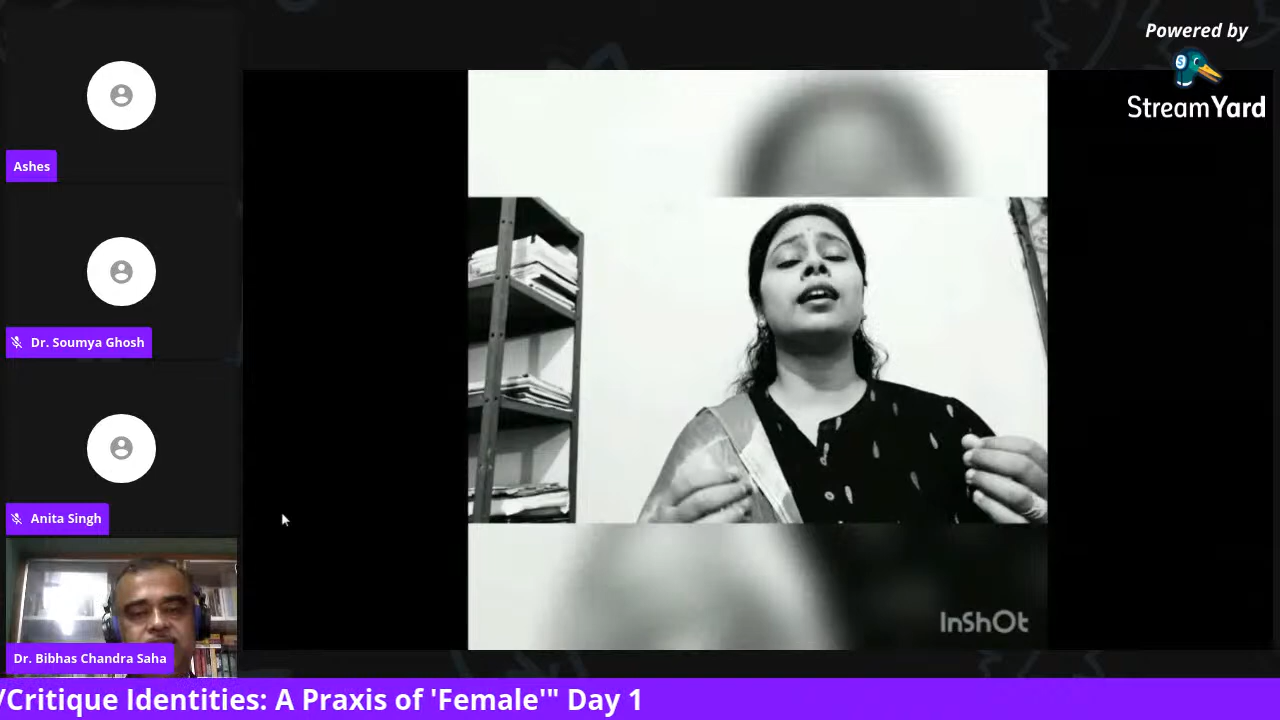 Powered by
StreamYard
Ashes
Dr. Soumya Ghosh
Anita Singh
Dr. Bibhas Chandra Saha
InShOt
/Critique Identities: A Praxis of 'Female'" Day 1